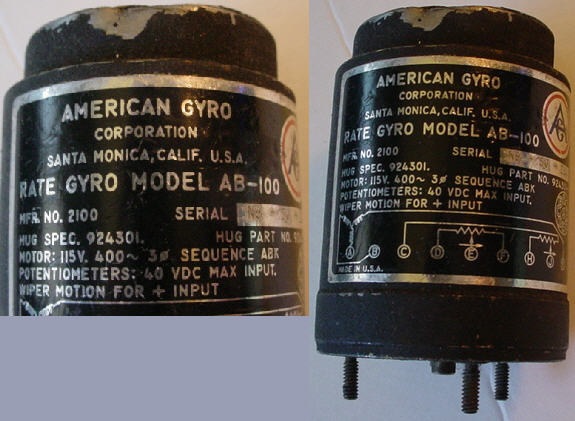 AMERICAN GYRO
CORPORATION
SANTA MONICA, CALIF. U.S.A.
RATE GYRO MODEL AB-100
MFR. NO. 2100 SERIAL
HUG SPEC. 924301. HUG PART NO.
MOTOR: 115V. 400~ 3ø SEQUENCE ABK
POTENTIOMETERS: 40 VDC MAX INPUT.
WIPER MOTION FOR + INPUT
AMERICAN GYRO
CORPORATION
SANTA MONICA, CALIF. U.S.A.
RATE GYRO MODEL AB-100
MFR. NO. 2100 SERIAL
HUG SPEC. 924301. HUG PART NO.
MOTOR: 115V. 400~ 3ø SEQUENCE ABK
POTENTIOMETERS: 40 VDC MAX INPUT.
WIPER MOTION FOR + INPUT
A B C D E F H J
MADE IN U.S.A.